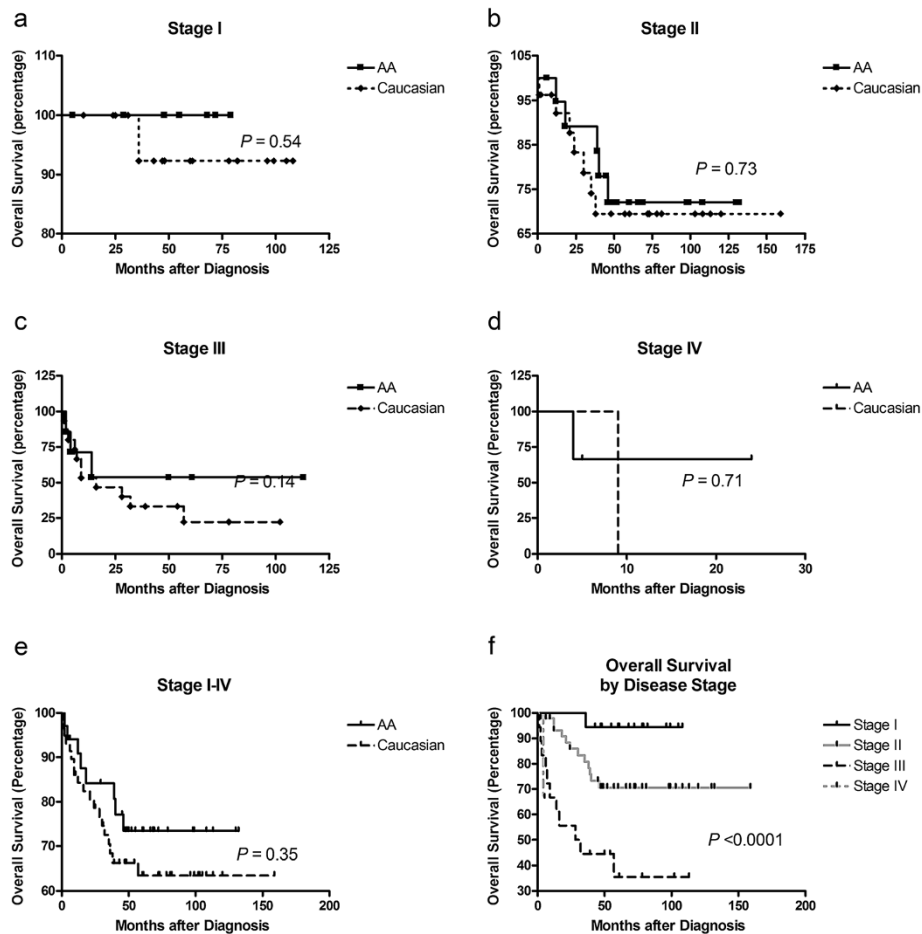 a
Stage I
Overall Survival (percentage)
110
100
90
80
0
25
50
75
100
125
Months after Diagnosis
P = 0.54
AA
Caucasian
b
Stage II
Overall Survival (percentage)
105
95
85
75
65
0
25
50
75
100
125
150
175
Months after Diagnosis
P = 0.73
AA
Caucasian
c
Stage III
Overall Survival (percentage)
125
100
75
50
25
0
0
25
50
75
100
125
Months after Diagnosis
P = 0.14
AA
Caucasian
d
Stage IV
Overall Survival (Percentage)
125
100
75
50
25
0
0
10
20
30
Months after Diagnosis
P = 0.71
AA
Caucasian
e
Stage I-IV
Overall Survival (Percentage)
100
90
80
70
60
0
50
100
150
200
Months after Diagnosis
P = 0.35
AA
Caucasian
f
Overall Survival
by Disease Stage
Overall Survival (Percentage)
100
90
80
70
60
50
40
30
0
50
100
150
200
Months after Diagnosis
P <0.0001
Stage I
Stage II
Stage III
Stage IV